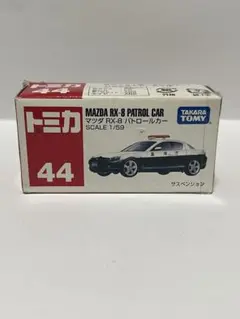 トミカ
44
MAZDA RX-8 PATROL CAR
マツダ RX-8 パトロールカー
SCALE 1/59
TAKARA
TOMY
サスペンション